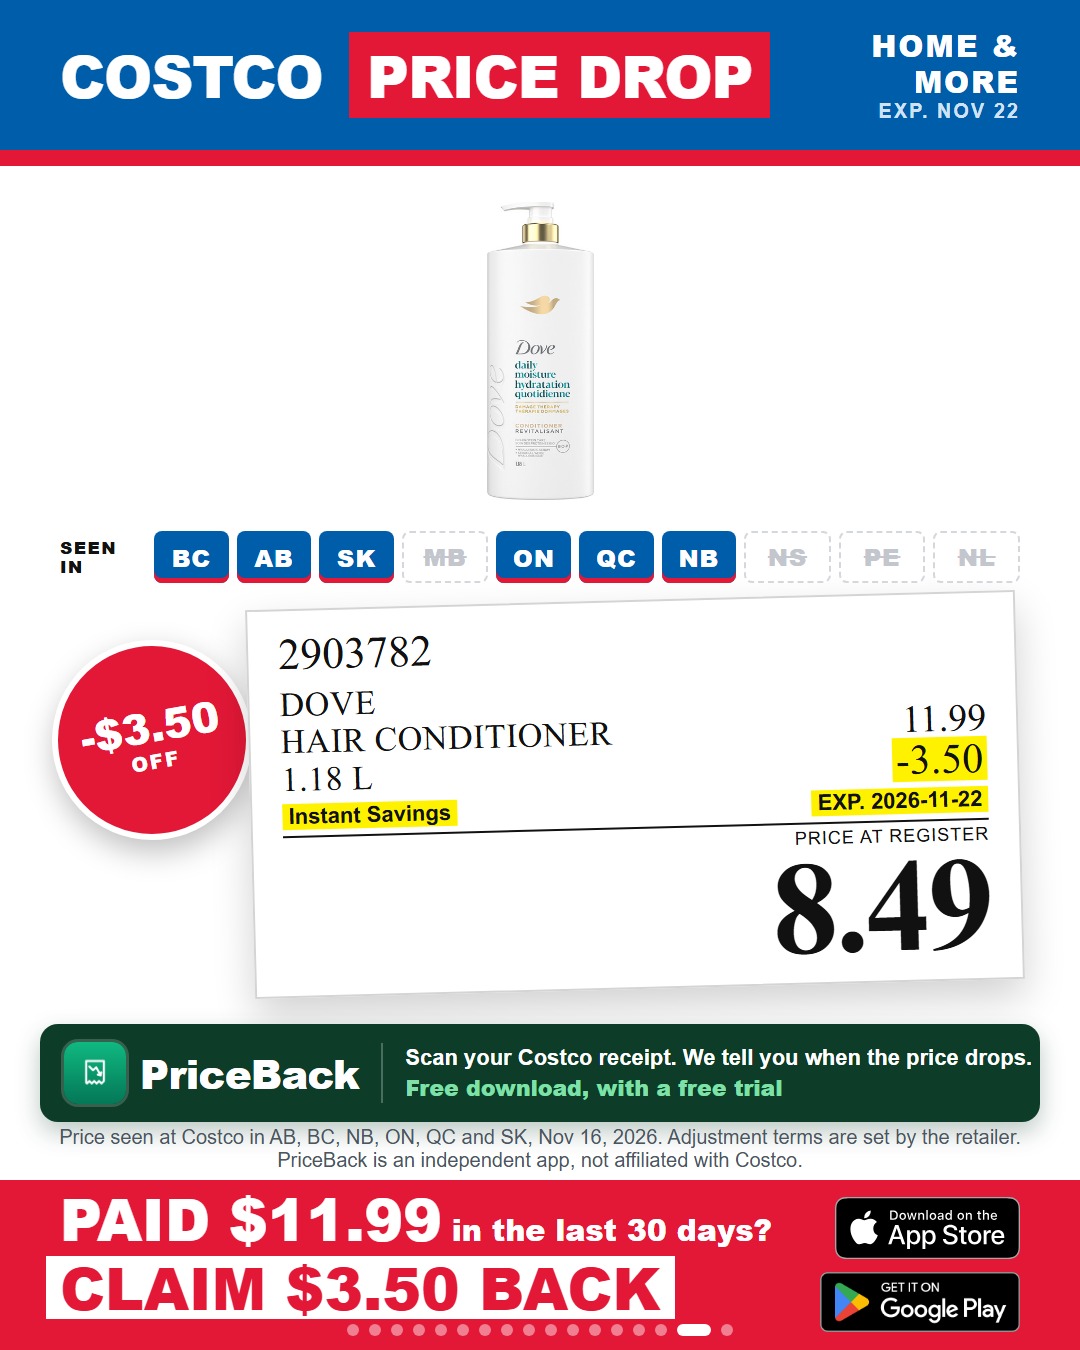 COSTCO PRICE DROP
HOME &
MORE
EXP. NOV 22
Dove
Dove
daily
moisture
hydratation
quotidienne
DAMAGE THERAPY
CONDITIONER
REVITALISANT
SEEN
IN
BC AB SK MB ON QC NB NS PE NL
-$3.50
OFF
2903782
DOVE
HAIR CONDITIONER
1.18 L
Instant Savings
11.99
-3.50
EXP. 2026-11-22
PRICE AT REGISTER
8.49
PriceBack
Scan your Costco receipt. We tell you when the price drops.
Free download, with a free trial
Price seen at Costco in AB, BC, NB, ON, QC and SK, Nov 16, 2026. Adjustment terms are set by the retailer.
PriceBack is an independent app, not affiliated with Costco.
PAID $11.99 in the last 30 days?
CLAIM $3.50 BACK
Download on the
App Store
GET IT ON
Google Play